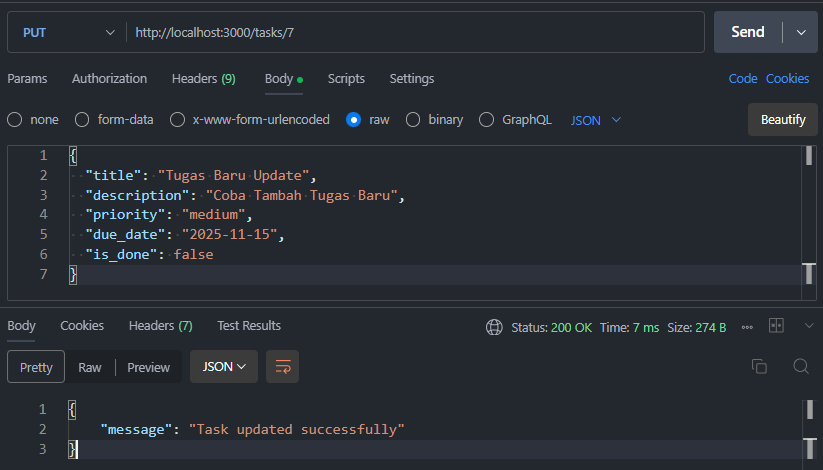 PUT http://localhost:3000/tasks/7 Send
Params Authorization Headers (9) Body Scripts Settings Code Cookies
none form-data x-www-form-urlencoded raw binary GraphQL JSON Beautify
1 {
2 "title": "Tugas Baru Update",
3 "description": "Coba Tambah Tugas Baru",
4 "priority": "medium",
5 "due_date": "2025-11-15",
6 "is_done": false
7 }
Body Cookies Headers (7) Test Results Status: 200 OK Time: 7 ms Size: 274 B
Pretty Raw Preview JSON
1 {
2 "message": "Task updated successfully"
3 }